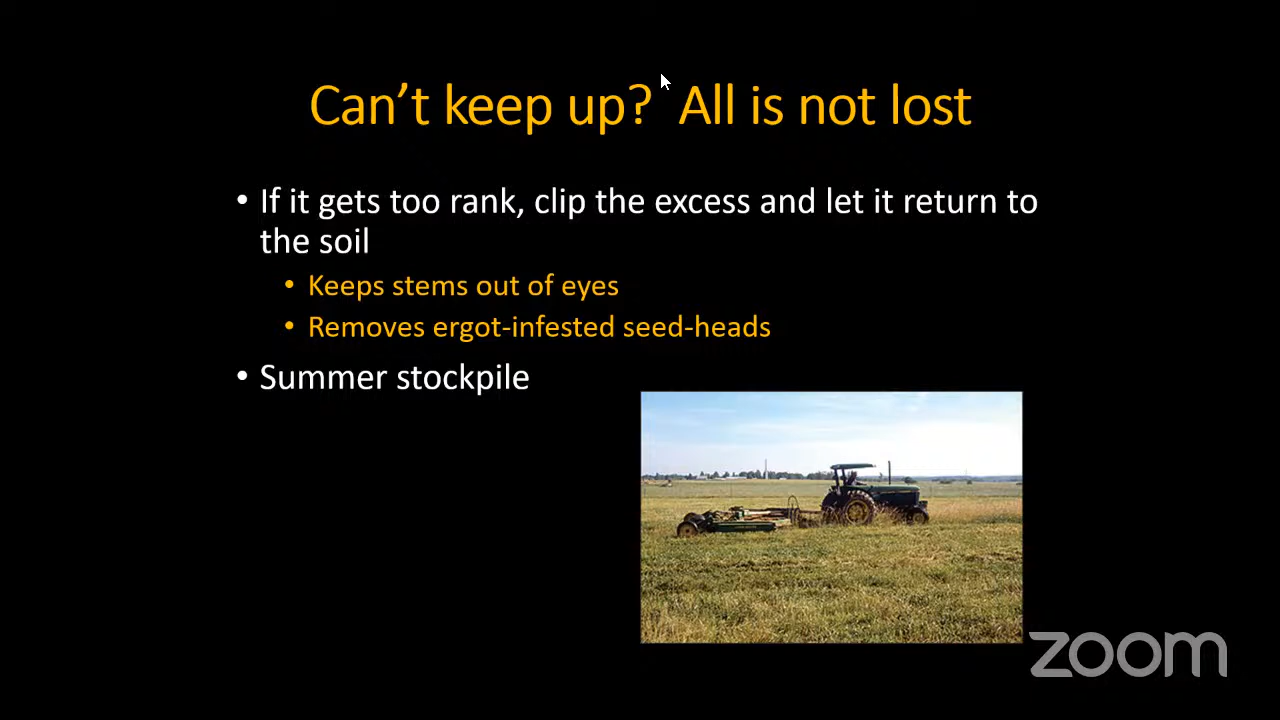 Can’t keep up? All is not lost
• If it gets too rank, clip the excess and let it return to
the soil
• Keeps stems out of eyes
• Removes ergot-infested seed-heads
• Summer stockpile
zoom